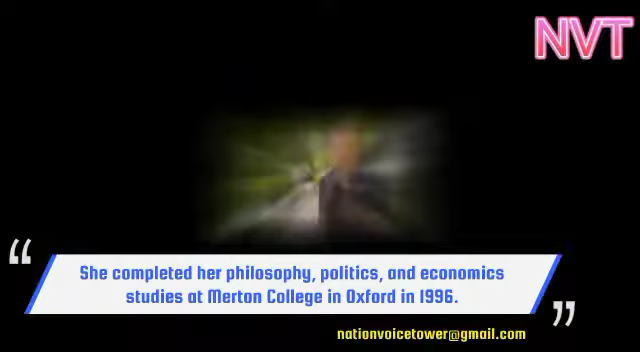 NVT
“
She completed her philosophy, politics, and economics
studies at Merton College in Oxford in 1996.
”
nationvoicetower@gmail.com